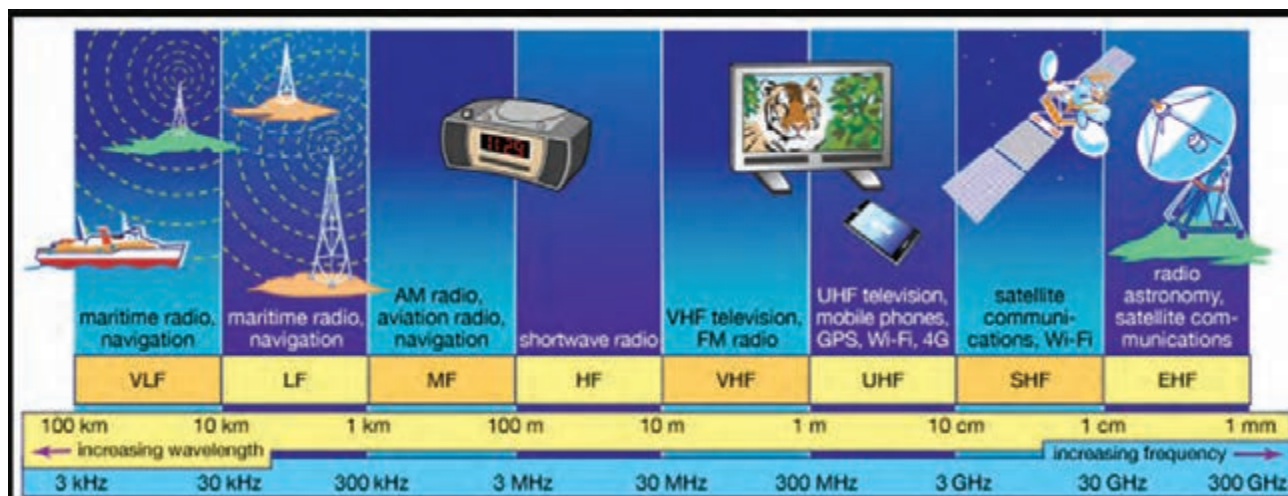 11:29
maritime radio,
navigation
maritime radio,
navigation
AM radio,
aviation radio,
navigation
shortwave radio
VHF television,
FM radio
UHF television,
mobile phones,
GPS, Wi-Fi, 4G
satellite
communi-
cations, Wi-Fi
radio
astronomy,
satellite com-
munications
VLF LF MF HF VHF UHF SHF EHF
100 km 10 km 1 km 100 m 10 m 1 m 10 cm 1 cm 1 mm
increasing wavelength increasing frequency
3 kHz 30 kHz 300 kHz 3 MHz 30 MHz 300 MHz 3 GHz 30 GHz 300 GHz